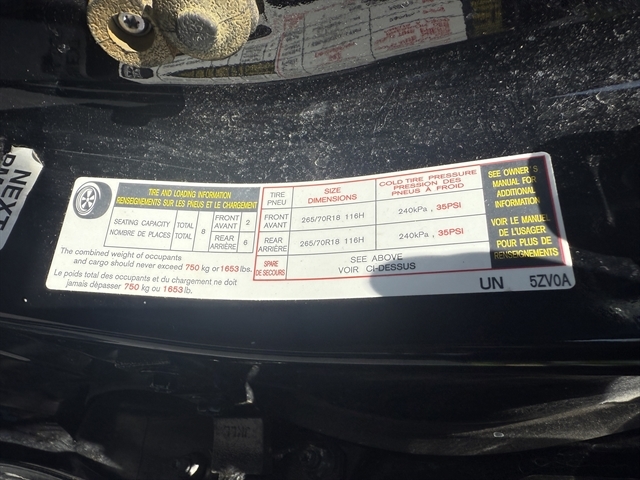 NEXT
TIRE AND LOADING INFORMATION
RENSEIGNEMENTS SUR LES PNEUS ET LE CHARGEMENT
SEATING CAPACITY TOTAL 8 FRONT 2
NOMBRE DE PLACES TOTAL AVANT
REAR 6
ARRIÈRE
The combined weight of occupants
and cargo should never exceed 750 kg or 1653 lbs.
Le poids total des occupants et du chargement ne doit
jamais dépasser 750 kg ou 1653 lb.
TIRE SIZE COLD TIRE PRESSURE
PNEU DIMENSIONS PRESSION DES
PNEUS À FROID
FRONT 265/70R18 116H 240kPa , 35PSI
AVANT
REAR 265/70R18 116H 240kPa , 35PSI
ARRIÈRE
SPARE SEE ABOVE
DE SECOURS VOIR CI-DESSUS
SEE OWNER'S
MANUAL FOR
ADDITIONAL
INFORMATION
VOIR LE MANUEL
DE L'USAGER
POUR PLUS DE
RENSEIGNEMENTS
UN 5ZV0A